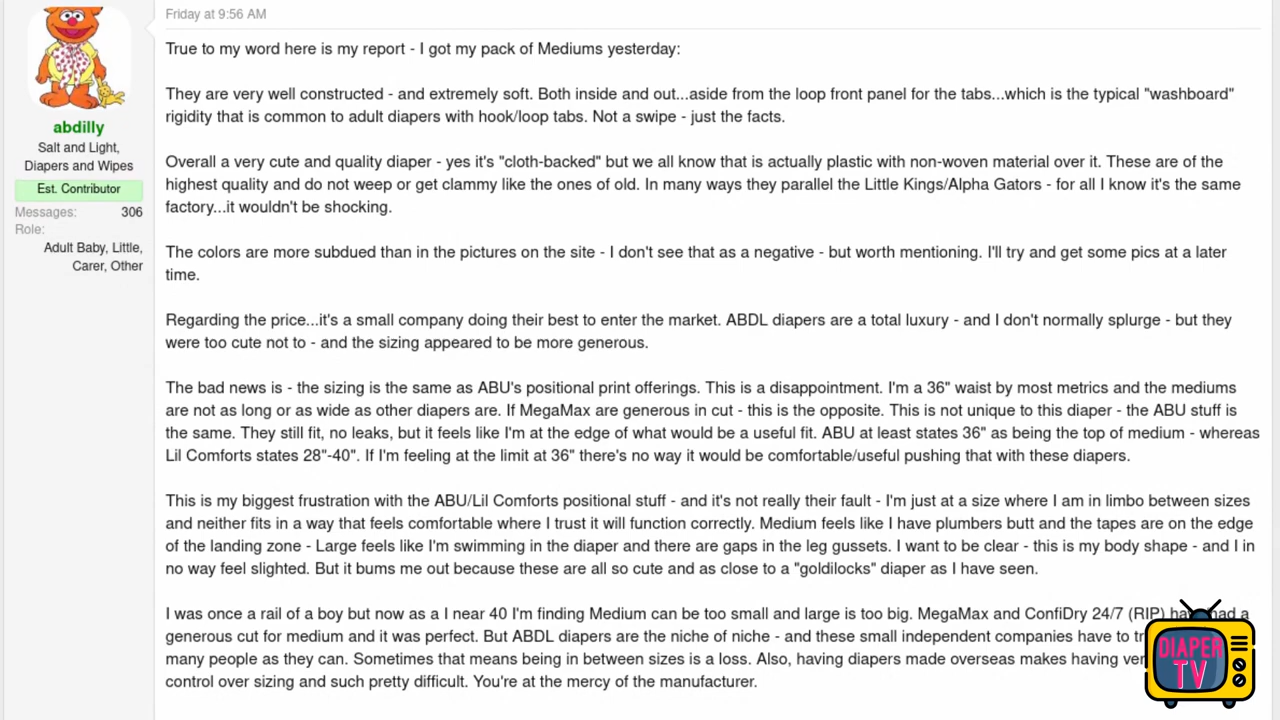 Friday at 9:56 AM
True to my word here is my report - I got my pack of Mediums yesterday:
They are very well constructed - and extremely soft. Both inside and out...aside from the loop front panel for the tabs...which is the typical "washboard"
rigidity that is common to adult diapers with hook/loop tabs. Not a swipe - just the facts.
abdilly
Salt and Light,
Diapers and Wipes
Est. Contributor
Messages: 306
Role:
Adult Baby, Little,
Carer, Other
Overall a very cute and quality diaper - yes it's "cloth-backed" but we all know that is actually plastic with non-woven material over it. These are of the
highest quality and do not weep or get clammy like the ones of old. In many ways they parallel the Little Kings/Alpha Gators - for all I know it's the same
factory...it wouldn't be shocking.
The colors are more subdued than in the pictures on the site - I don't see that as a negative - but worth mentioning. I'll try and get some pics at a later
time.
Regarding the price...it's a small company doing their best to enter the market. ABDL diapers are a total luxury - and I don't normally splurge - but they
were too cute not to - and the sizing appeared to be more generous.
The bad news is - the sizing is the same as ABU's positional print offerings. This is a disappointment. I'm a 36" waist by most metrics and the mediums
are not as long or as wide as other diapers are. If MegaMax are generous in cut - this is the opposite. This is not unique to this diaper - the ABU stuff is
the same. They still fit, no leaks, but it feels like I'm at the edge of what would be a useful fit. ABU at least states 36" as being the top of medium - whereas
Lil Comforts states 28"-40". If I'm feeling at the limit at 36" there's no way it would be comfortable/useful pushing that with these diapers.
This is my biggest frustration with the ABU/Lil Comforts positional stuff - and it's not really their fault - I'm just at a size where I am in limbo between sizes
and neither fits in a way that feels comfortable where I trust it will function correctly. Medium feels like I have plumbers butt and the tapes are on the edge
of the landing zone - Large feels like I'm swimming in the diaper and there are gaps in the leg gussets. I want to be clear - this is my body shape - and I in
no way feel slighted. But it bums me out because these are all so cute and as close to a "goldilocks" diaper as I have seen.
I was once a rail of a boy but now as a I near 40 I'm finding Medium can be too small and large is too big. MegaMax and ConfiDry 24/7 (RIP) had a
generous cut for medium and it was perfect. But ABDL diapers are the niche of niche - and these small independent companies have to
many people as they can. Sometimes that means being in between sizes is a loss. Also, having diapers made overseas makes having
control over sizing and such pretty difficult. You're at the mercy of the manufacturer.
DIAPER
TV